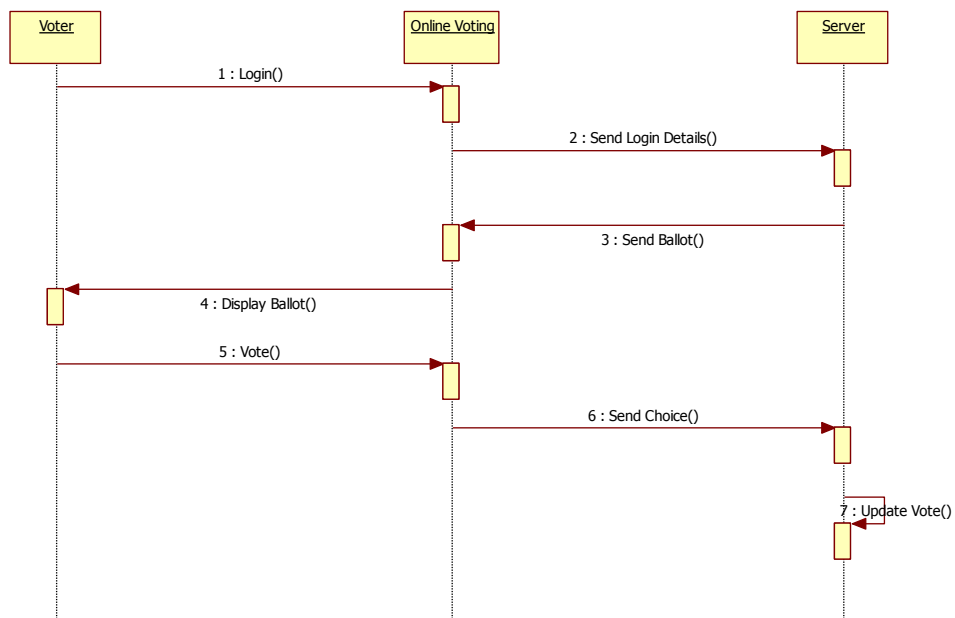 Voter
Online Voting
Server
1 : Login()
2 : Send Login Details()
3 : Send Ballot()
4 : Display Ballot()
5 : Vote()
6 : Send Choice()
7 : Update Vote()